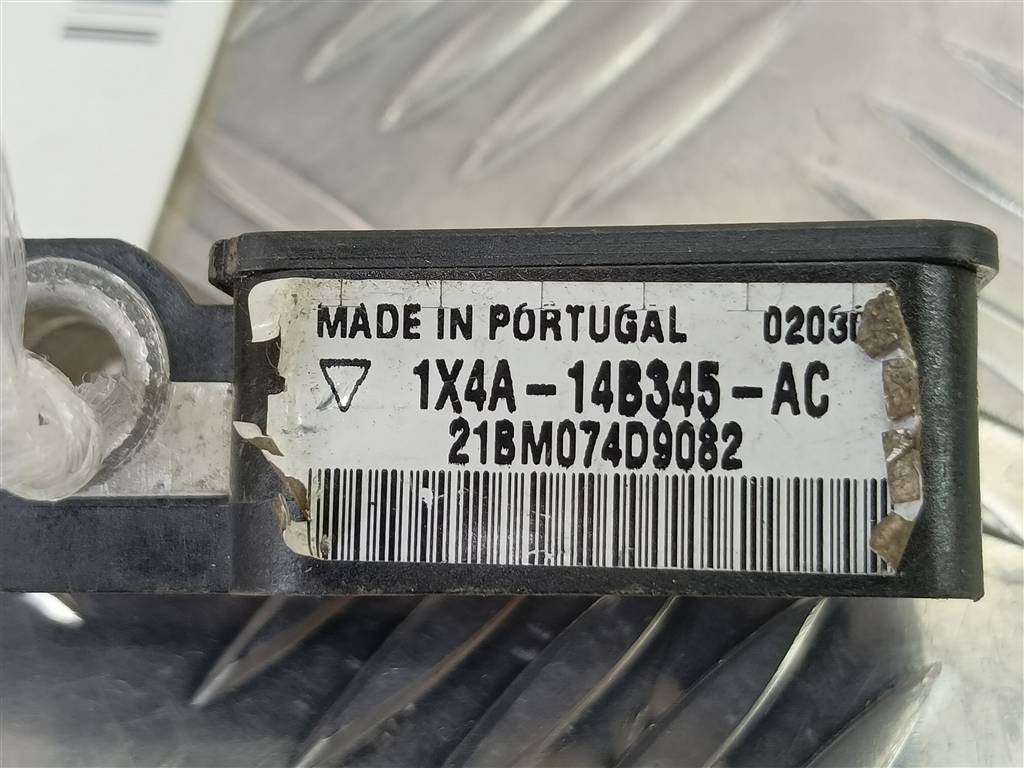 MADE IN PORTUGAL
1X4A-14B345-AC
21BM074D9082